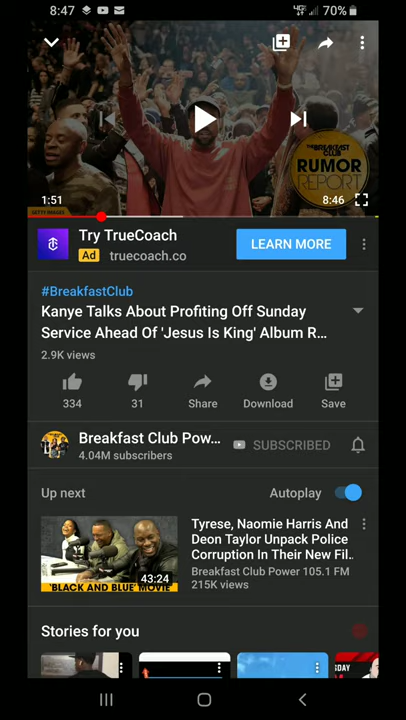 8:47
70%
THE BREAKFAST CLUB
RUMOR
REPORT
1:51
8:46
GETTY IMAGES
Try TrueCoach
Ad truecoach.co
LEARN MORE
#BreakfastClub
Kanye Talks About Profiting Off Sunday
Service Ahead Of 'Jesus Is King' Album R...
2.9K views
334
31
Share
Download
Save
Breakfast Club Pow...
4.04M subscribers
SUBSCRIBED
Up next
Autoplay
Tyrese, Naomie Harris And
Deon Taylor Unpack Police
Corruption In Their New Fil..
Breakfast Club Power 105.1 FM
215K views
43:24
'BLACK AND BLUE' MOVIE
Stories for you